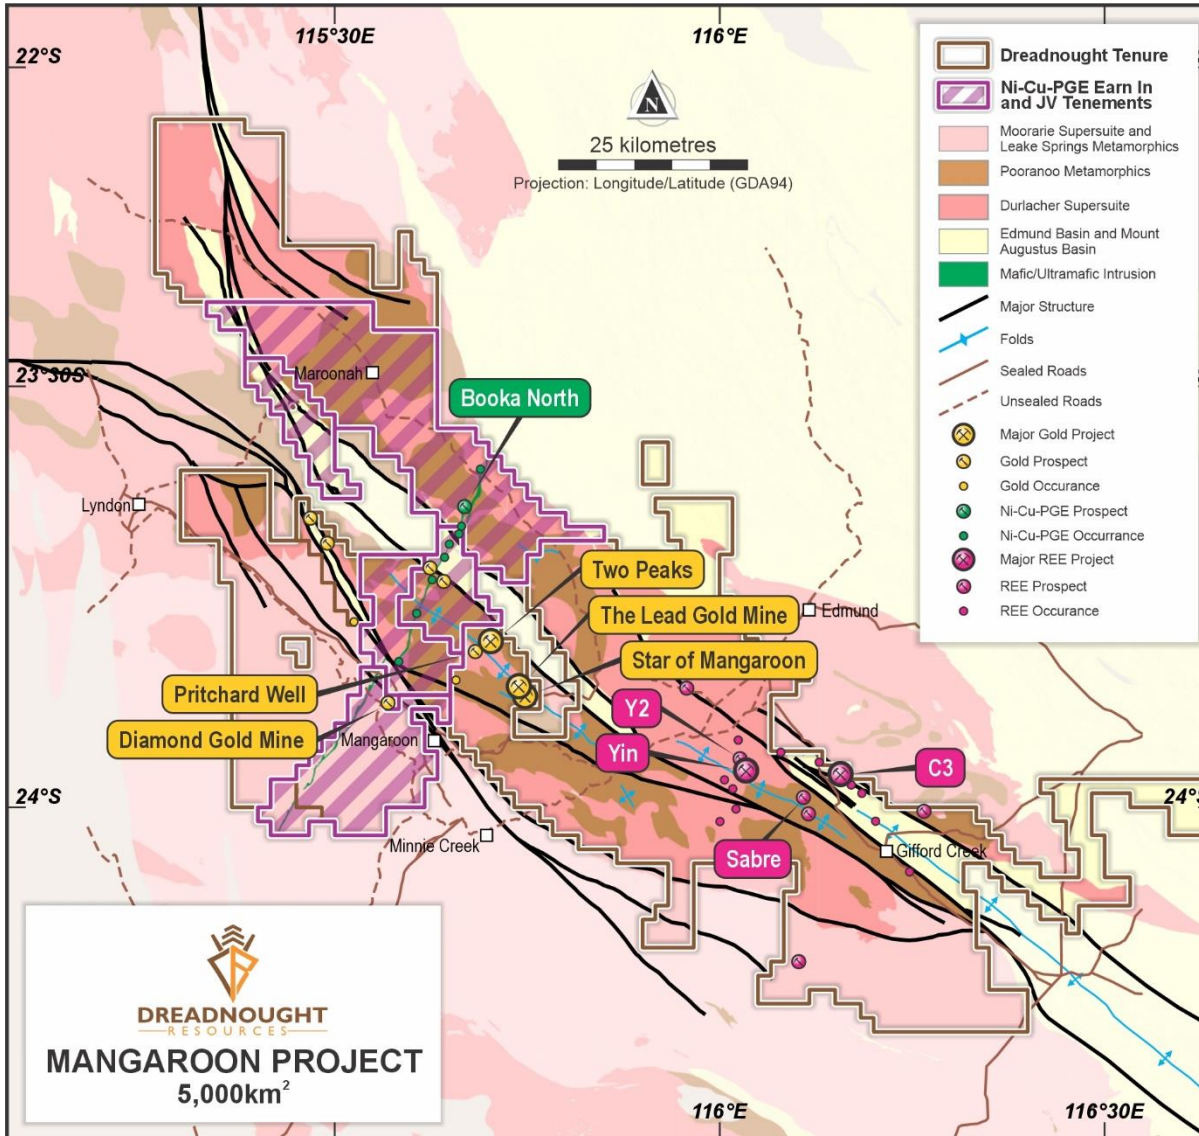 115°30E
116°E
22°S
N
25 kilometres
Projection: Longitude/Latitude (GDA94)
Dreadnought Tenure
Ni-Cu-PGE Earn In
and JV Tenements
Moorarie Supersuite and
Leake Springs Metamorphics
Pooranoo Metamorphics
Durlacher Supersuite
Edmund Basin and Mount
Augustus Basin
Mafic/Ultramafic Intrusion
Major Structure
Folds
Sealed Roads
Unsealed Roads
Major Gold Project
Gold Prospect
Gold Occurance
Ni-Cu-PGE Prospect
Ni-Cu-PGE Occurrance
Major REE Project
REE Prospect
REE Occurance
23°30S
Maroonah
Booka North
Lyndon
Two Peaks
The Lead Gold Mine
Edmund
Star of Mangaroon
Pritchard Well
Y2
Diamond Gold Mine
Mangaroon
Yin
C3
24°S
24°
Minnie Creek
Sabre
Gifford Creek
DREADNOUGHT
RESOURCES
MANGAROON PROJECT
5,000km²
116°E
116°30E